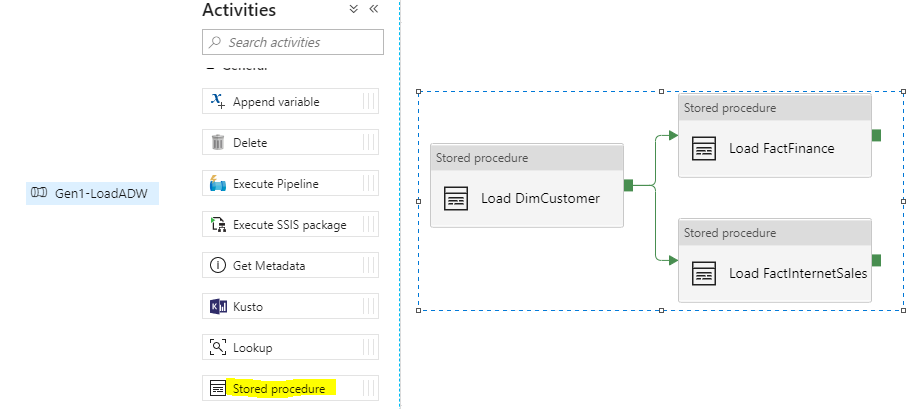 Activities
Search activities
General
Append variable
Delete
Execute Pipeline
Execute SSIS package
Get Metadata
Kusto
Lookup
Stored procedure
Gen1-LoadADW
Stored procedure
Load DimCustomer
Stored procedure
Load FactFinance
Stored procedure
Load FactInternetSales